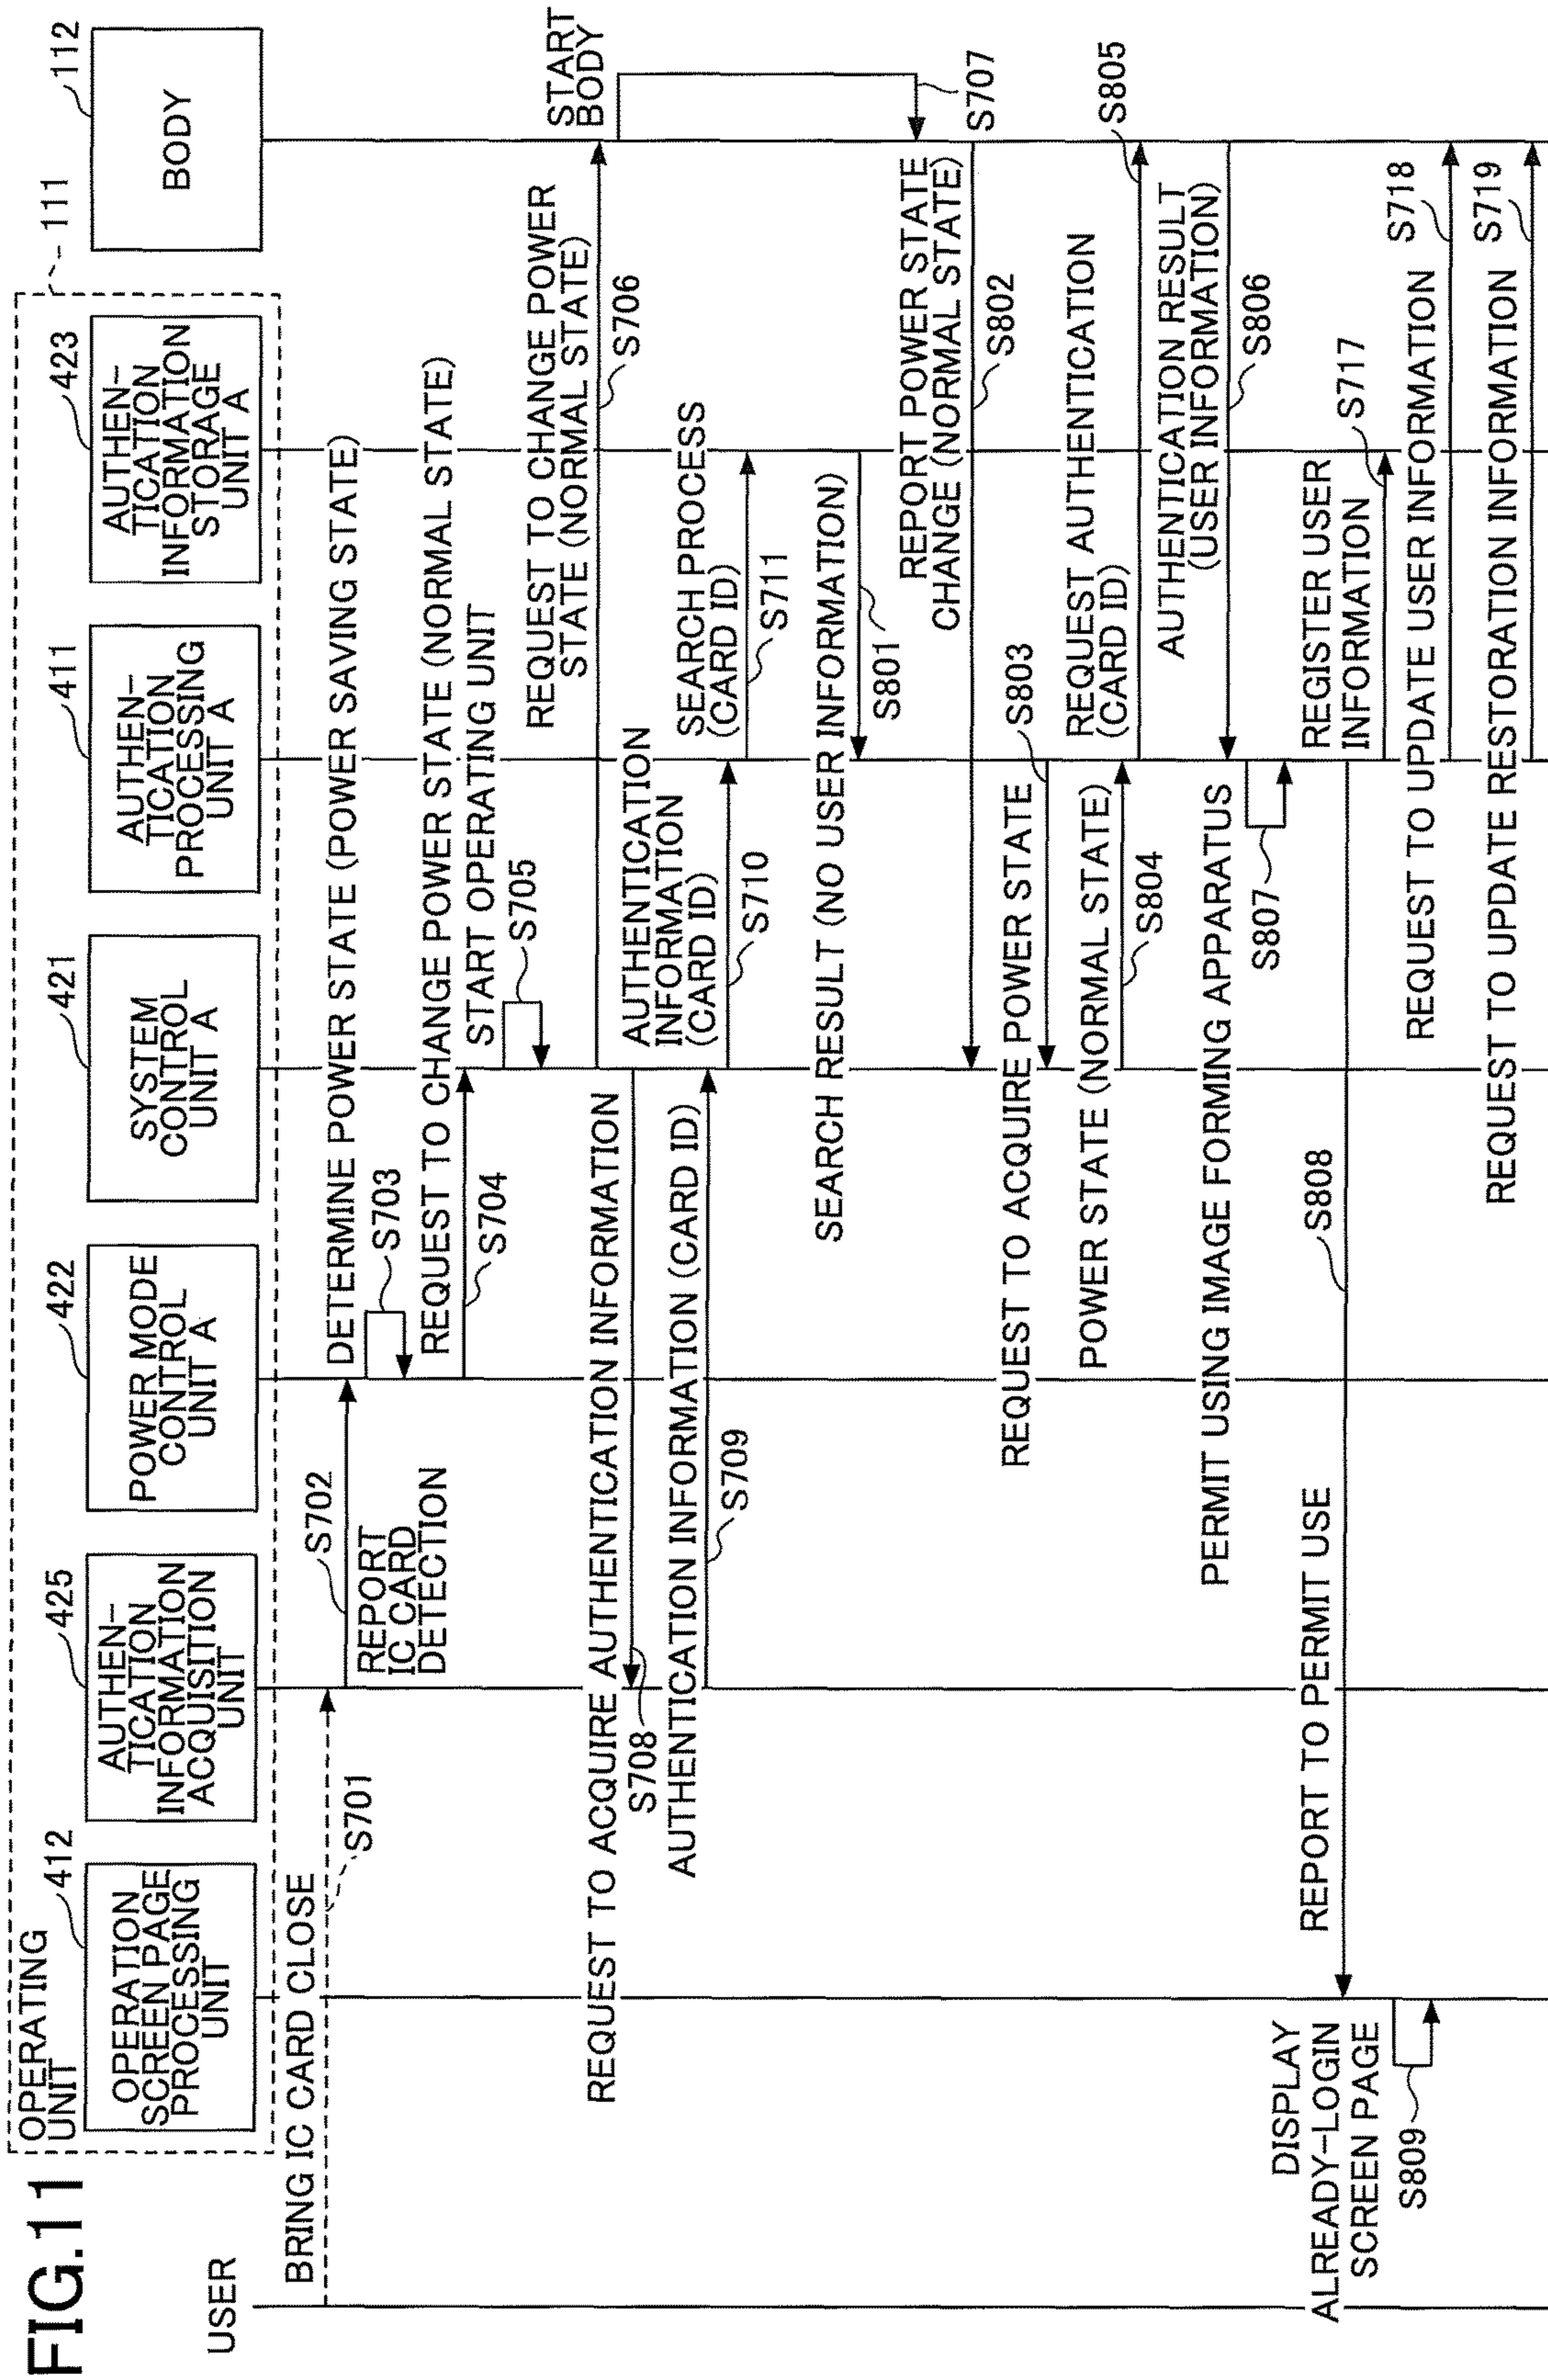 FIG.11
OPERATING
UNIT
111
USER
412
OPERATION
SCREEN PAGE
PROCESSING
UNIT
425
AUTHEN-
TICATION
INFORMATION
ACQUISITION
UNIT
422
POWER MODE
CONTROL
UNIT A
421
SYSTEM
CONTROL
UNIT A
411
AUTHEN-
TICATION
PROCESSING
UNIT A
423
AUTHEN-
TICATION
INFORMATION
STORAGE
UNIT A
112
BODY
BRING IC CARD CLOSE
S701
S702
REPORT
IC CARD
DETECTION
DETERMINE POWER STATE (POWER SAVING STATE)
S703
REQUEST TO CHANGE POWER STATE (NORMAL STATE)
S704
START OPERATING UNIT
S705
REQUEST TO CHANGE POWER
STATE (NORMAL STATE)
S706
START
BODY
S707
REQUEST TO ACQUIRE AUTHENTICATION INFORMATION
S708
AUTHENTICATION INFORMATION (CARD ID)
S709
AUTHENTICATION
INFORMATION
(CARD ID)
S710
SEARCH PROCESS
(CARD ID)
S711
SEARCH RESULT (NO USER INFORMATION)
S801
REPORT POWER STATE
CHANGE (NORMAL STATE)
S802
REQUEST TO ACQUIRE POWER STATE
S803
POWER STATE (NORMAL STATE)
S804
REQUEST AUTHENTICATION
(CARD ID)
S805
AUTHENTICATION RESULT
(USER INFORMATION)
S806
PERMIT USING IMAGE FORMING APPARATUS
S807
REPORT TO PERMIT USE
S808
DISPLAY
ALREADY-LOGIN
SCREEN PAGE
S809
REGISTER USER
INFORMATION
S717
REQUEST TO UPDATE USER INFORMATION
S718
REQUEST TO UPDATE RESTORATION INFORMATION
S719